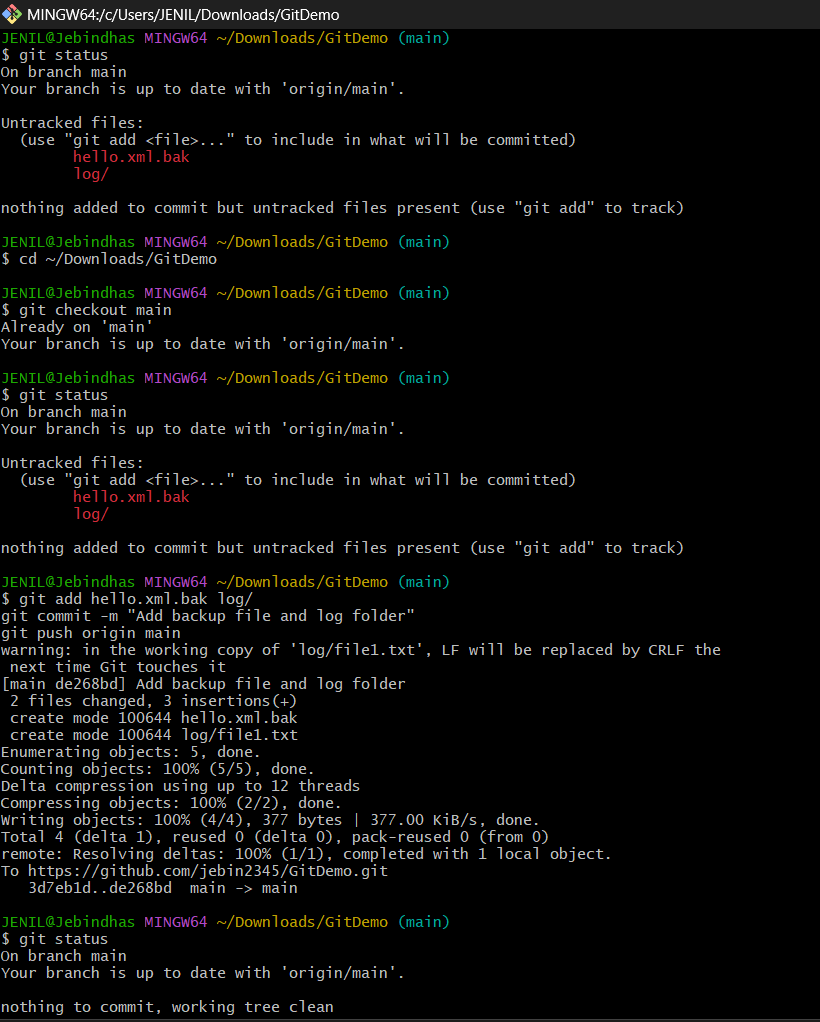 MINGW64:/c/Users/JENIL/Downloads/GitDemo
JENIL@Jebindhas MINGW64 ~/Downloads/GitDemo (main)
$ git status
On branch main
Your branch is up to date with 'origin/main'.
Untracked files:
  (use "git add <file>..." to include in what will be committed)
        hello.xml.bak
        log/
nothing added to commit but untracked files present (use "git add" to track)
JENIL@Jebindhas MINGW64 ~/Downloads/GitDemo (main)
$ cd ~/Downloads/GitDemo
JENIL@Jebindhas MINGW64 ~/Downloads/GitDemo (main)
$ git checkout main
Already on 'main'
Your branch is up to date with 'origin/main'.
JENIL@Jebindhas MINGW64 ~/Downloads/GitDemo (main)
$ git status
On branch main
Your branch is up to date with 'origin/main'.
Untracked files:
  (use "git add <file>..." to include in what will be committed)
        hello.xml.bak
        log/
nothing added to commit but untracked files present (use "git add" to track)
JENIL@Jebindhas MINGW64 ~/Downloads/GitDemo (main)
$ git add hello.xml.bak log/
git commit -m "Add backup file and log folder"
git push origin main
warning: in the working copy of 'log/file1.txt', LF will be replaced by CRLF the
 next time Git touches it
[main de268bd] Add backup file and log folder
 2 files changed, 3 insertions(+)
 create mode 100644 hello.xml.bak
 create mode 100644 log/file1.txt
Enumerating objects: 5, done.
Counting objects: 100% (5/5), done.
Delta compression using up to 12 threads
Compressing objects: 100% (2/2), done.
Writing objects: 100% (4/4), 377 bytes | 377.00 KiB/s, done.
Total 4 (delta 1), reused 0 (delta 0), pack-reused 0 (from 0)
remote: Resolving deltas: 100% (1/1), completed with 1 local object.
To https://github.com/jebin2345/GitDemo.git
   3d7eb1d..de268bd  main -> main
JENIL@Jebindhas MINGW64 ~/Downloads/GitDemo (main)
$ git status
On branch main
Your branch is up to date with 'origin/main'.
nothing to commit, working tree clean